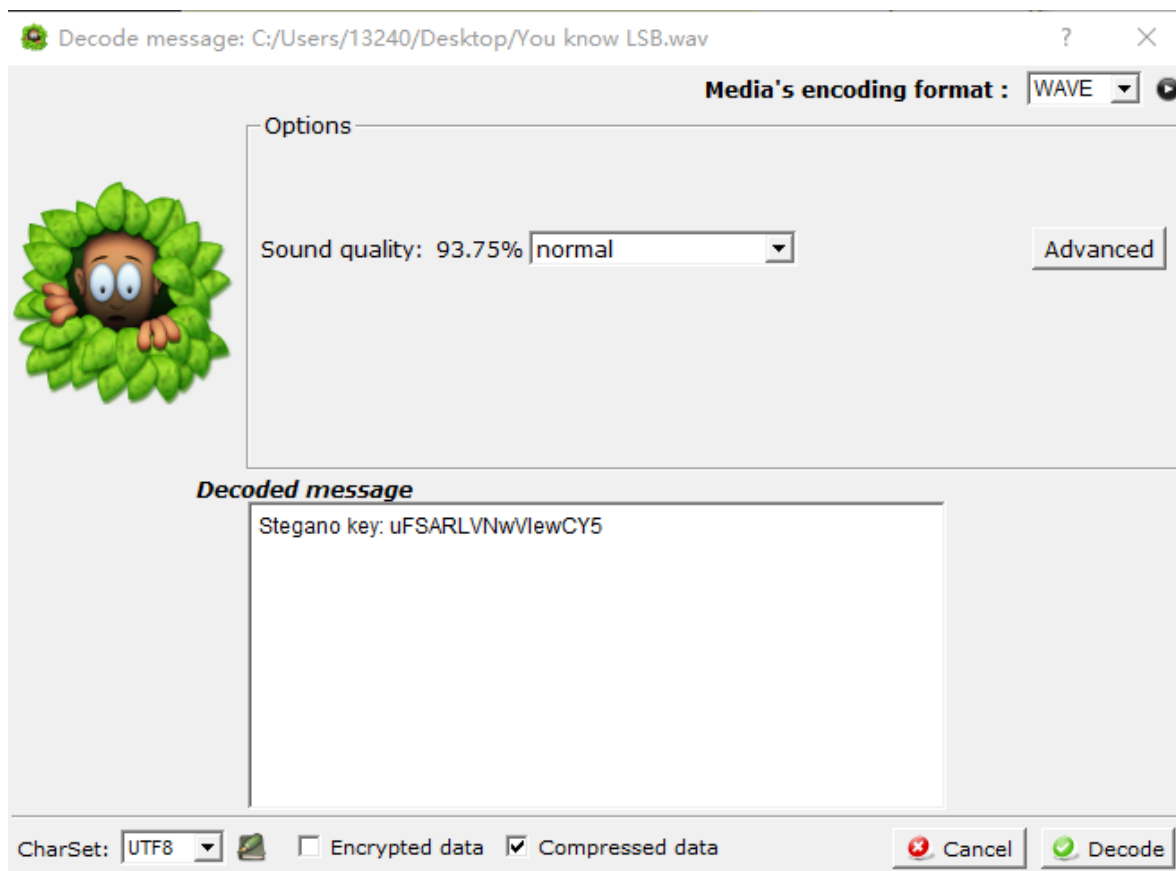 Decode message: C:/Users/13240/Desktop/You know LSB.wav ?
Media's encoding format : WAVE
Options
Sound quality: 93.75% normal Advanced
Decoded message
Stegano key: uFSARLVNwVIewCY5
CharSet: UTF8 Encrypted data Compressed data Cancel Decode